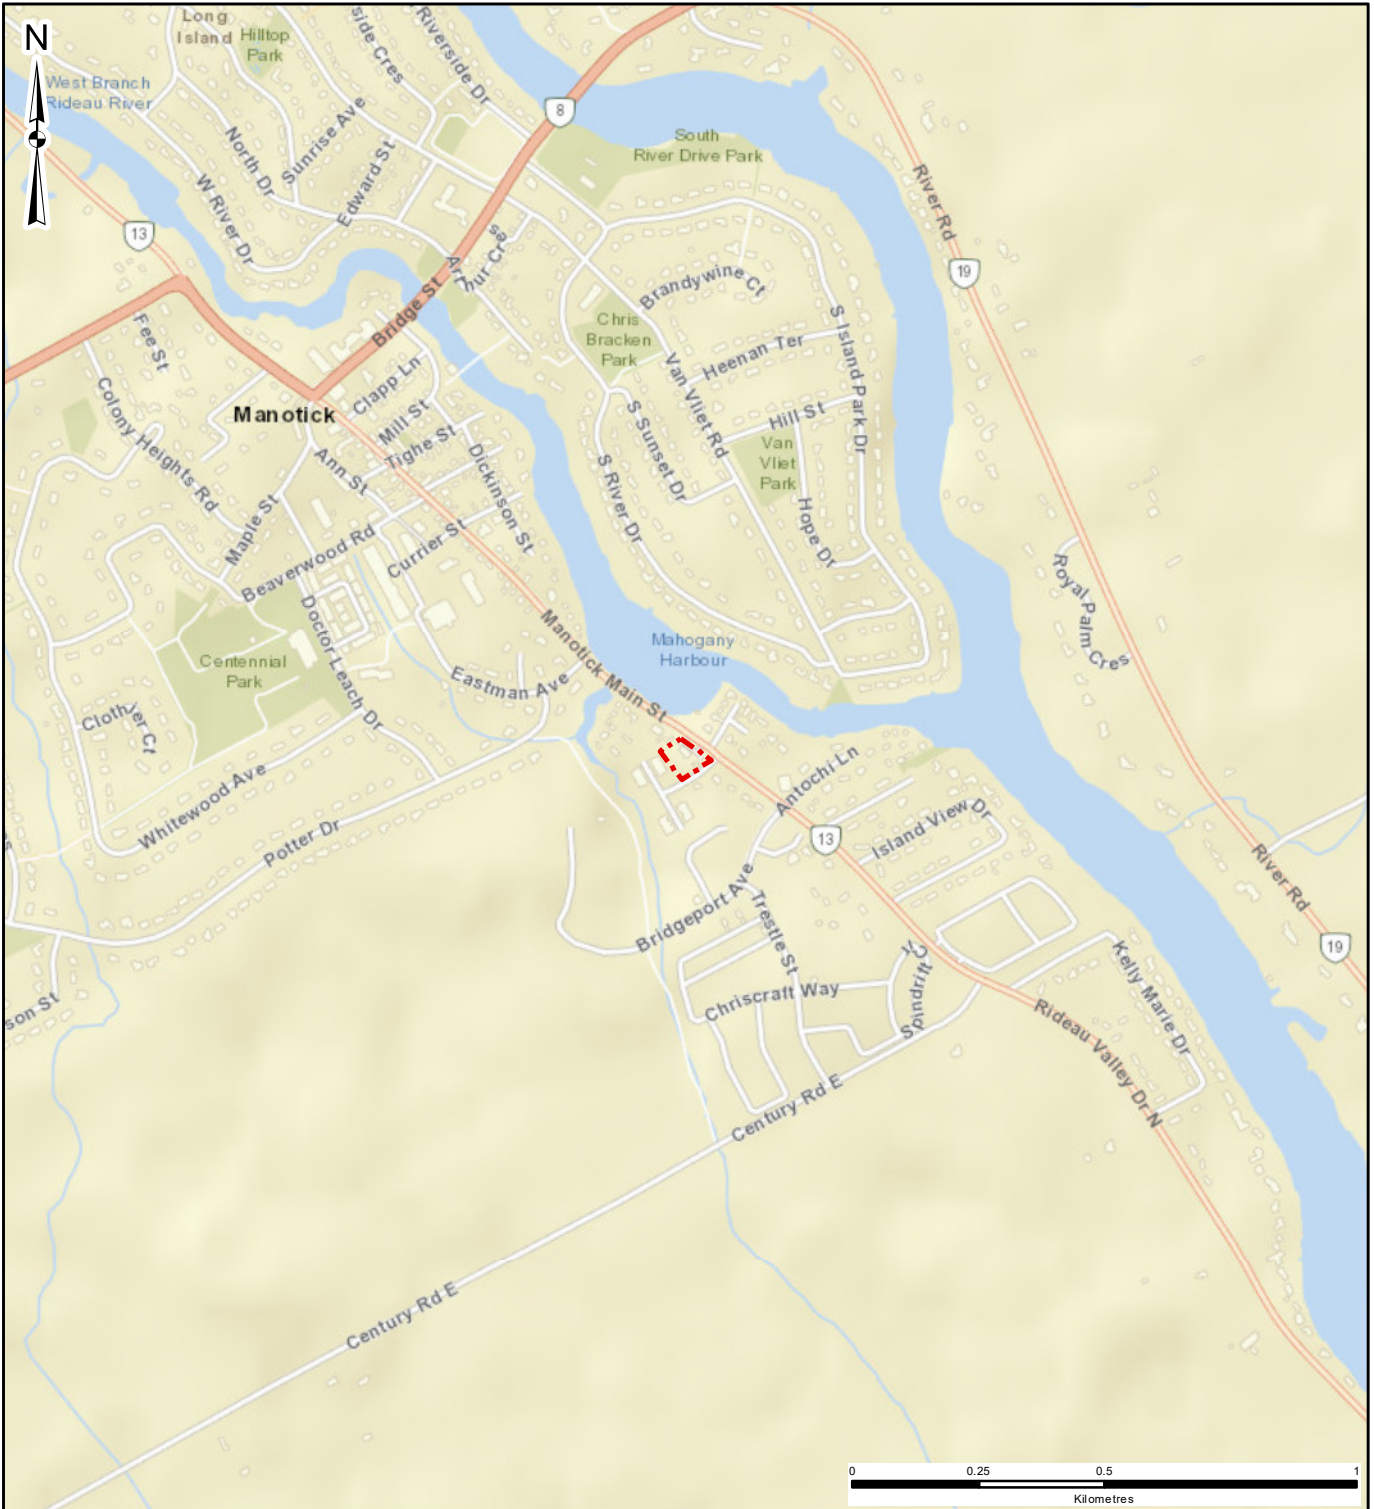 N
Long
Island
Hilltop
Park
side Cres
Riverside Dr
West Branch
Rideau River
8
Sunrise Ave
North Dr
Edward St
South
River Drive Park
W River Dr
River Rd
13
Arthur Cres
19
Brandywine Ct
Bridge St
Fee St
Chris
Bracken
Park
S Island Park Dr
Heenan Ter
Van Vliet Rd
Clapp Ln
Colony Heights Rd
Manotick
Mill St
Hill St
S Sunset Dr
Tighe St
Van
Vliet
Park
Ann St
Dickinson St
S River Dr
Hope Dr
Maple St
Currier St
Beaverwood Rd
Royal Palm Cres
Doctor Leach Dr
Manotick Main St
Mahogany
Harbour
Centennial
Park
Eastman Ave
Clothyer Ct
Antochi Ln
Whitewood Ave
Potter Dr
13
Island View Dr
River Rd
Bridgeport Ave
Trestle St
19
Kelly Marie Dr
son St
Chriscraft Way
Spindrift Ck
Rideau Valley Dr N
Century Rd E
Century Rd E
0 0.25 0.5 1
Kilometres